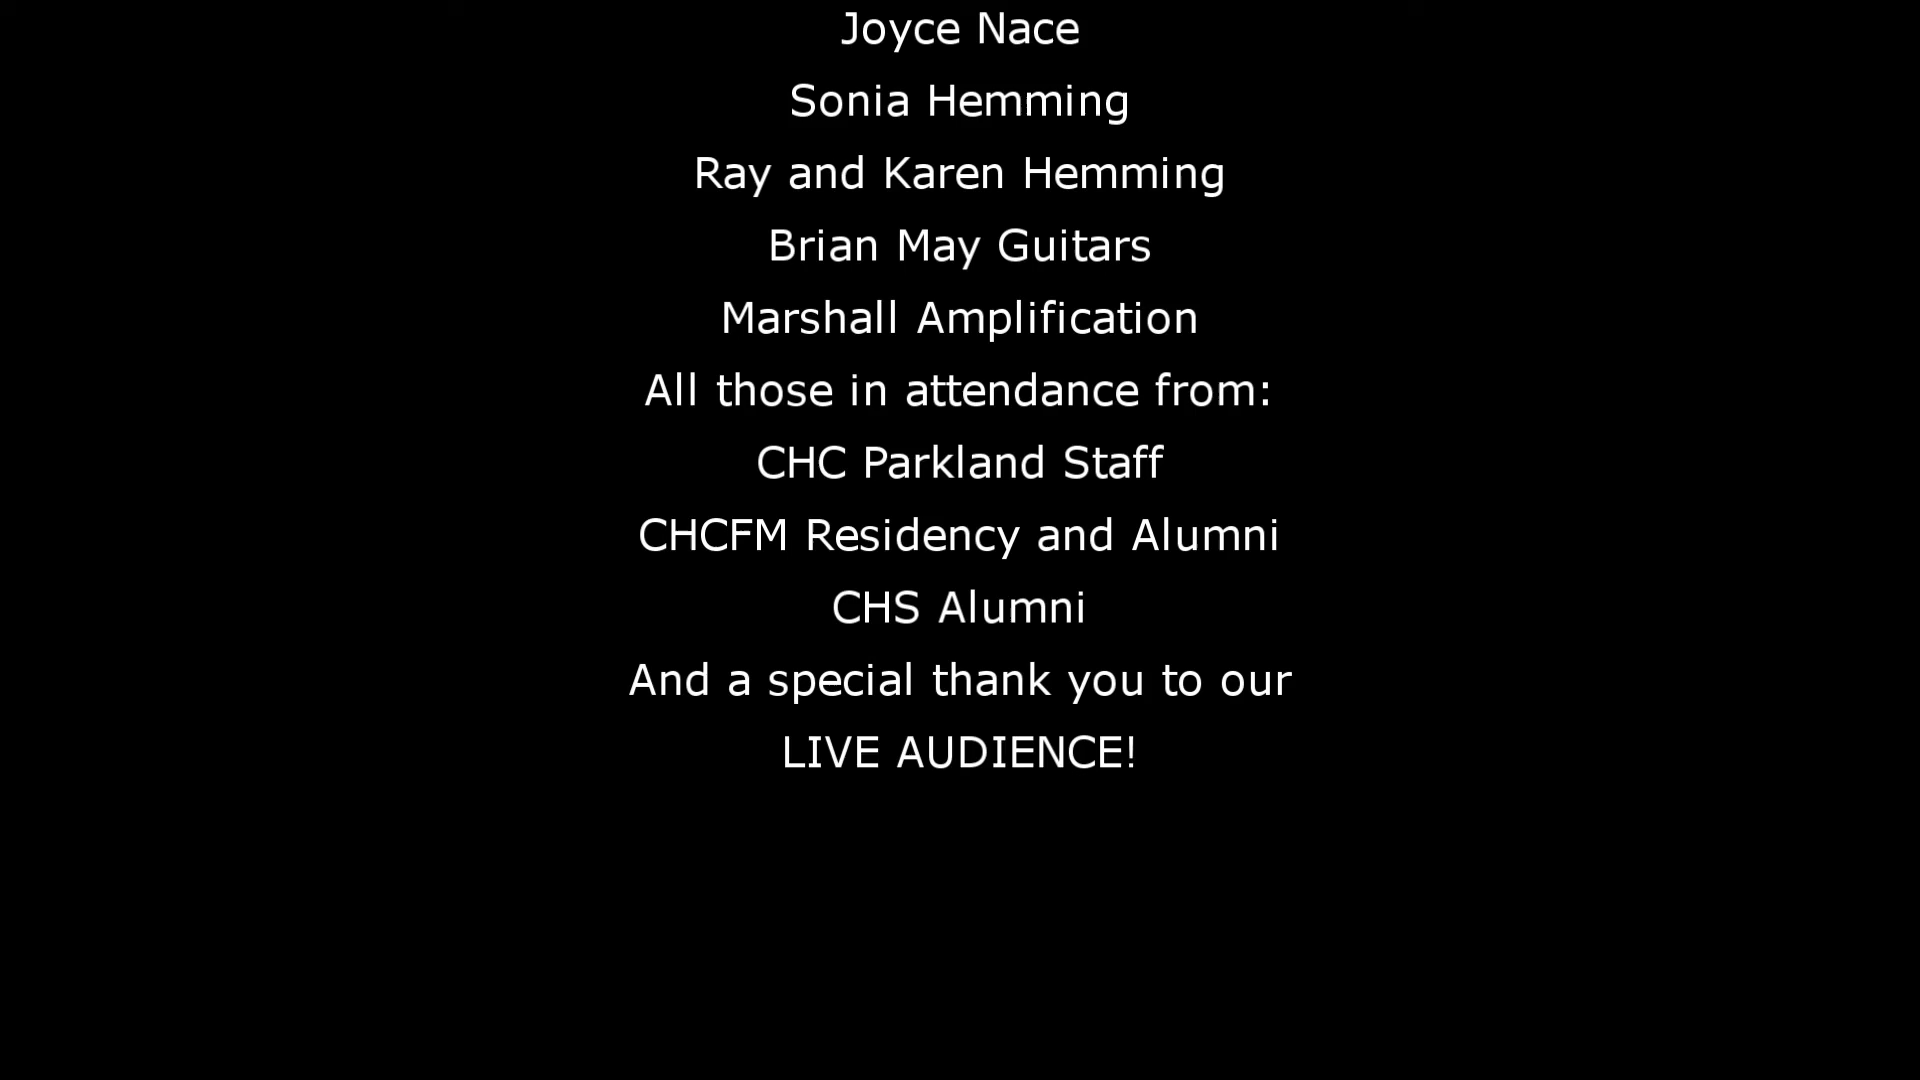 Joyce Nace
Sonia Hemming
Ray and Karen Hemming
Brian May Guitars
Marshall Amplification
All those in attendance from:
CHC Parkland Staff
CHCFM Residency and Alumni
CHS Alumni
And a special thank you to our
LIVE AUDIENCE!